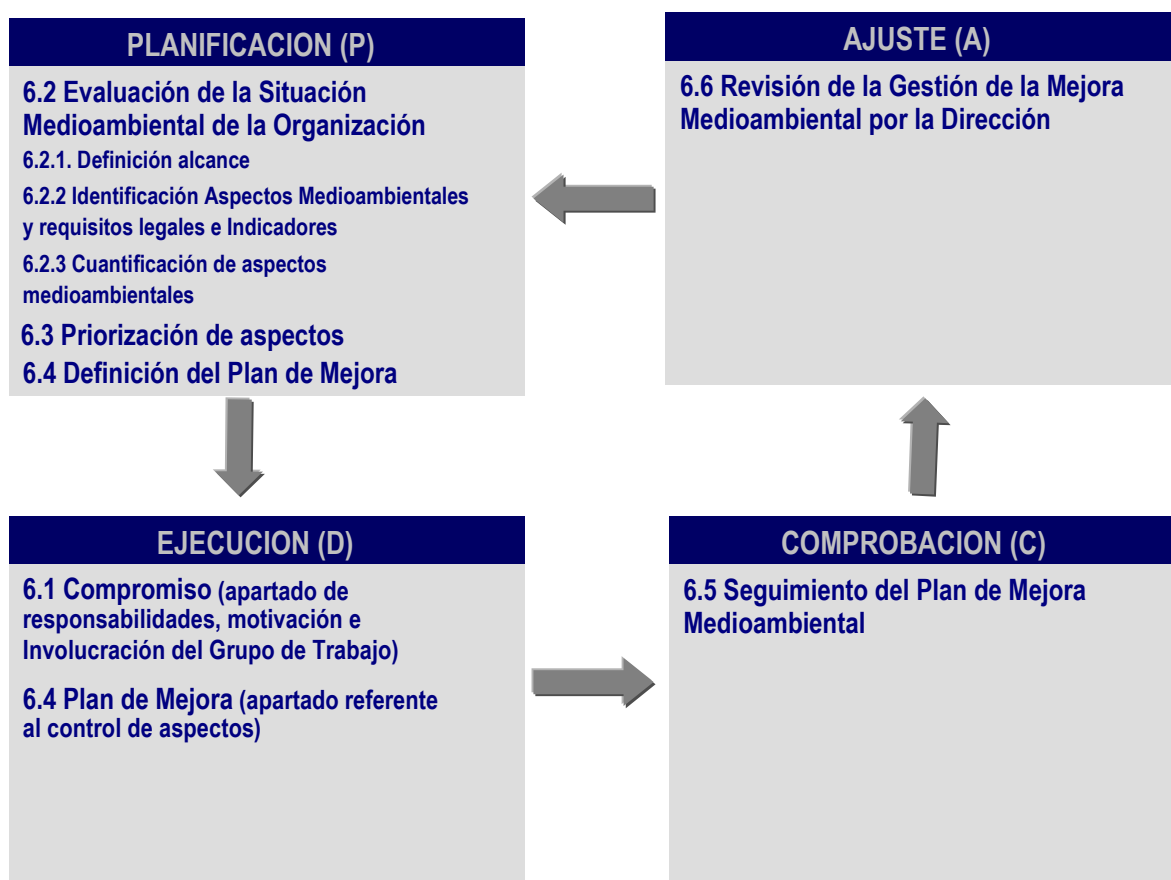 PLANIFICACION (P)
6.2 Evaluación de la Situación
Medioambiental de la Organización
6.2.1. Definición alcance
6.2.2 Identificación Aspectos Medioambientales
y requisitos legales e Indicadores
6.2.3 Cuantificación de aspectos
medioambientales
6.3 Priorización de aspectos
6.4 Definición del Plan de Mejora
AJUSTE (A)
6.6 Revisión de la Gestión de la Mejora
Medioambiental por la Dirección
EJECUCION (D)
6.1 Compromiso (apartado de
responsabilidades, motivación e
Involucración del Grupo de Trabajo)
6.4 Plan de Mejora (apartado referente
al control de aspectos)
COMPROBACION (C)
6.5 Seguimiento del Plan de Mejora
Medioambiental